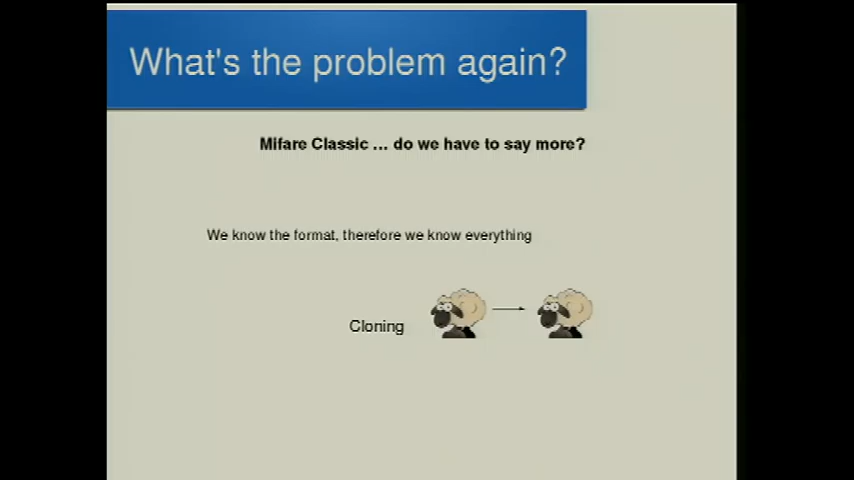 What's the problem again?
Mifare Classic ... do we have to say more?
We know the format, therefore we know everything
Cloning